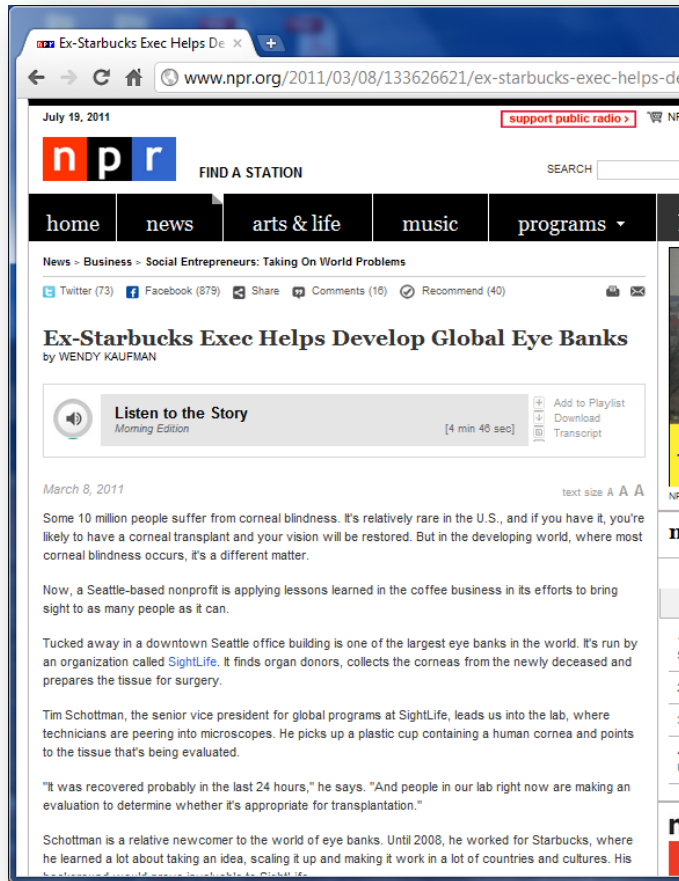 Ex-Starbucks Exec Helps De
www.npr.org/2011/03/08/133626621/ex-starbucks-exec-helps-de
July 19, 2011
support public radio ›
n p r
FIND A STATION
SEARCH
home news arts & life music programs
News > Business > Social Entrepreneurs: Taking On World Problems
Twitter (73) Facebook (879) Share Comments (16) Recommend (40)
Ex-Starbucks Exec Helps Develop Global Eye Banks
by WENDY KAUFMAN
Listen to the Story
Morning Edition
[4 min 46 sec]
Add to Playlist
Download
Transcript
March 8, 2011
text size A A A
Some 10 million people suffer from corneal blindness. It's relatively rare in the U.S., and if you have it, you're
likely to have a corneal transplant and your vision will be restored. But in the developing world, where most
corneal blindness occurs, it's a different matter.
Now, a Seattle-based nonprofit is applying lessons learned in the coffee business in its efforts to bring
sight to as many people as it can.
Tucked away in a downtown Seattle office building is one of the largest eye banks in the world. It's run by
an organization called SightLife. It finds organ donors, collects the corneas from the newly deceased and
prepares the tissue for surgery.
Tim Schottman, the senior vice president for global programs at SightLife, leads us into the lab, where
technicians are peering into microscopes. He picks up a plastic cup containing a human cornea and points
to the tissue that's being evaluated.
"It was recovered probably in the last 24 hours," he says. "And people in our lab right now are making an
evaluation to determine whether it's appropriate for transplantation."
Schottman is a relative newcomer to the world of eye banks. Until 2008, he worked for Starbucks, where
he learned a lot about taking an idea, scaling it up and making it work in a lot of countries and cultures. His